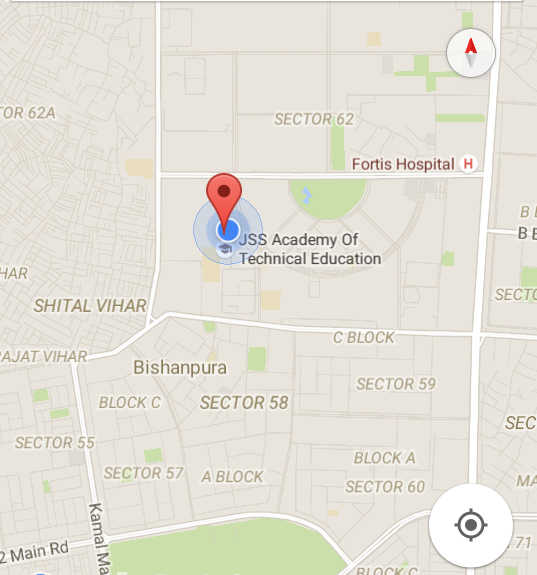 TOR 62A
SECTOR 62
Fortis Hospital H
B B
B E
JSS Academy Of
Technical Education
HAR
SHITAL VIHAR
SECTO
C BLOCK
RAJAT VIHAR
Bishanpura
SECTOR 59
BLOCK C
SECTOR 58
SEC
SECTOR 55
BLOCK A
SECTOR 57
A BLOCK
SECTOR 60
MA
Kamal Ma
71
2 Main Rd
BLOCK C